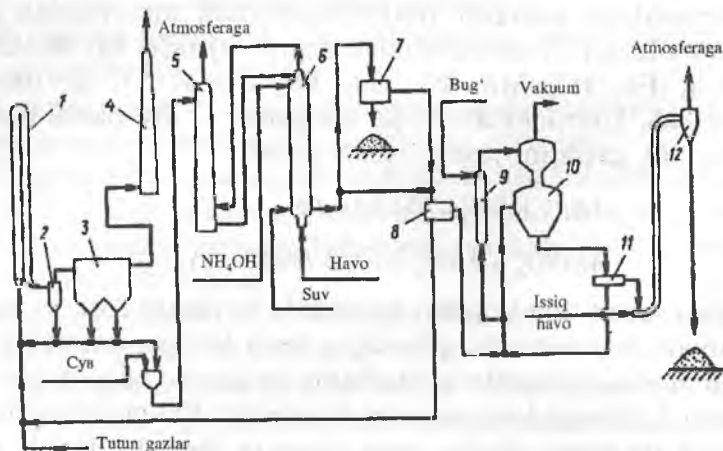 Atmosferaga
Atmosferaga
1
2
3
4
5
6
7
Bug‘
Vakuum
8
9
10
11
12
NH₄OH
Havo
Suv
Issiq
havo
Сув
Tutun gazlar